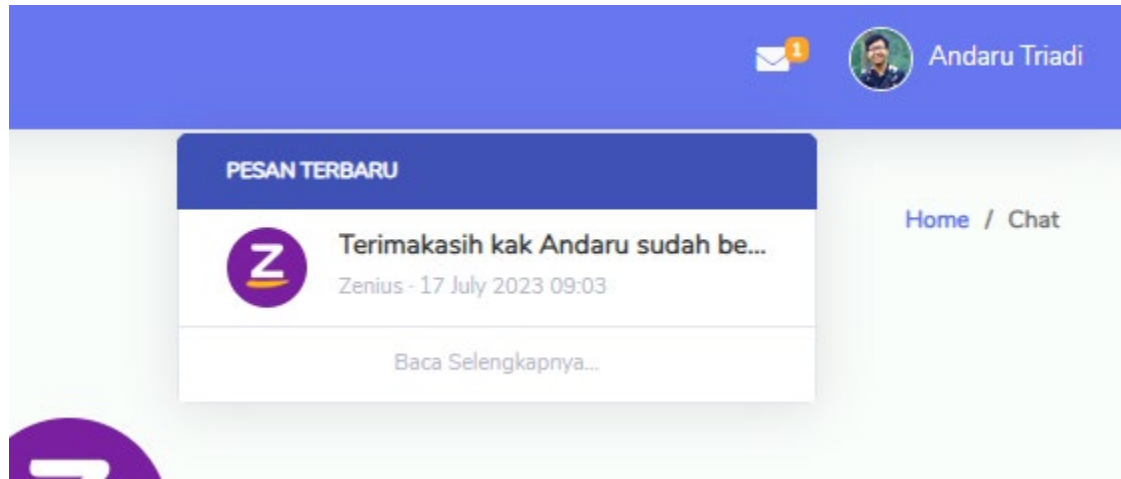 1
Andaru Triadi
PESAN TERBARU
Home / Chat
Z
Terimakasih kak Andaru sudah be...
Zenius - 17 July 2023 09:03
Baca Selengkapnya...